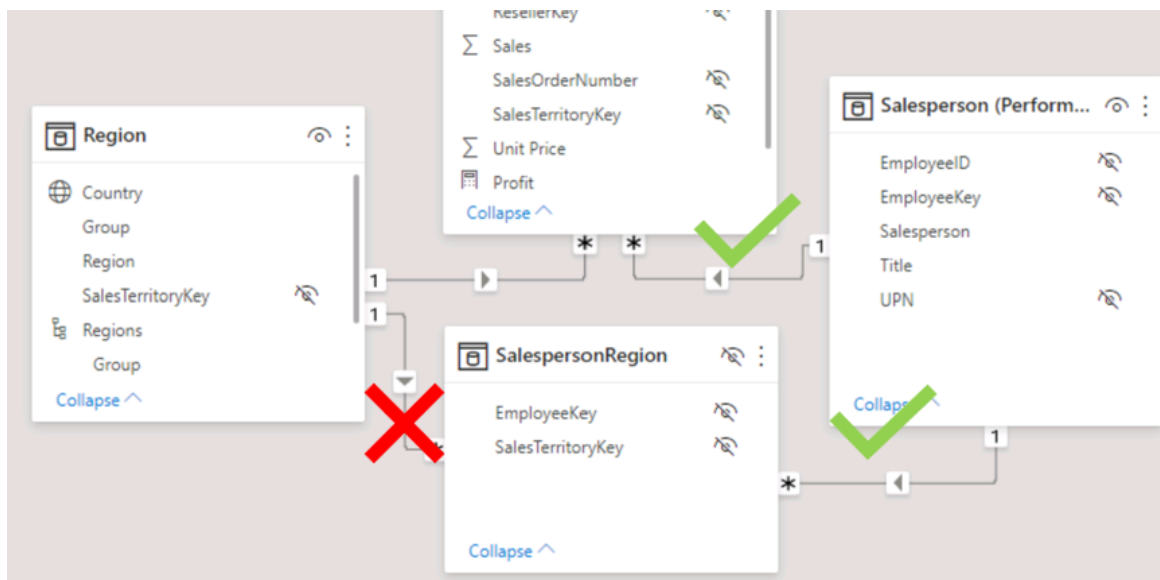 ResellerKey
Sales
SalesOrderNumber
SalesTerritoryKey
Unit Price
Profit
Collapse
Region
Country
Group
Region
SalesTerritoryKey
Regions
Group
Collapse
Salesperson (Perform...
EmployeeID
EmployeeKey
Salesperson
Title
UPN
Collapse
1
*
*
1
1
SalespersonRegion
EmployeeKey
SalesTerritoryKey
Collapse
*
*
1